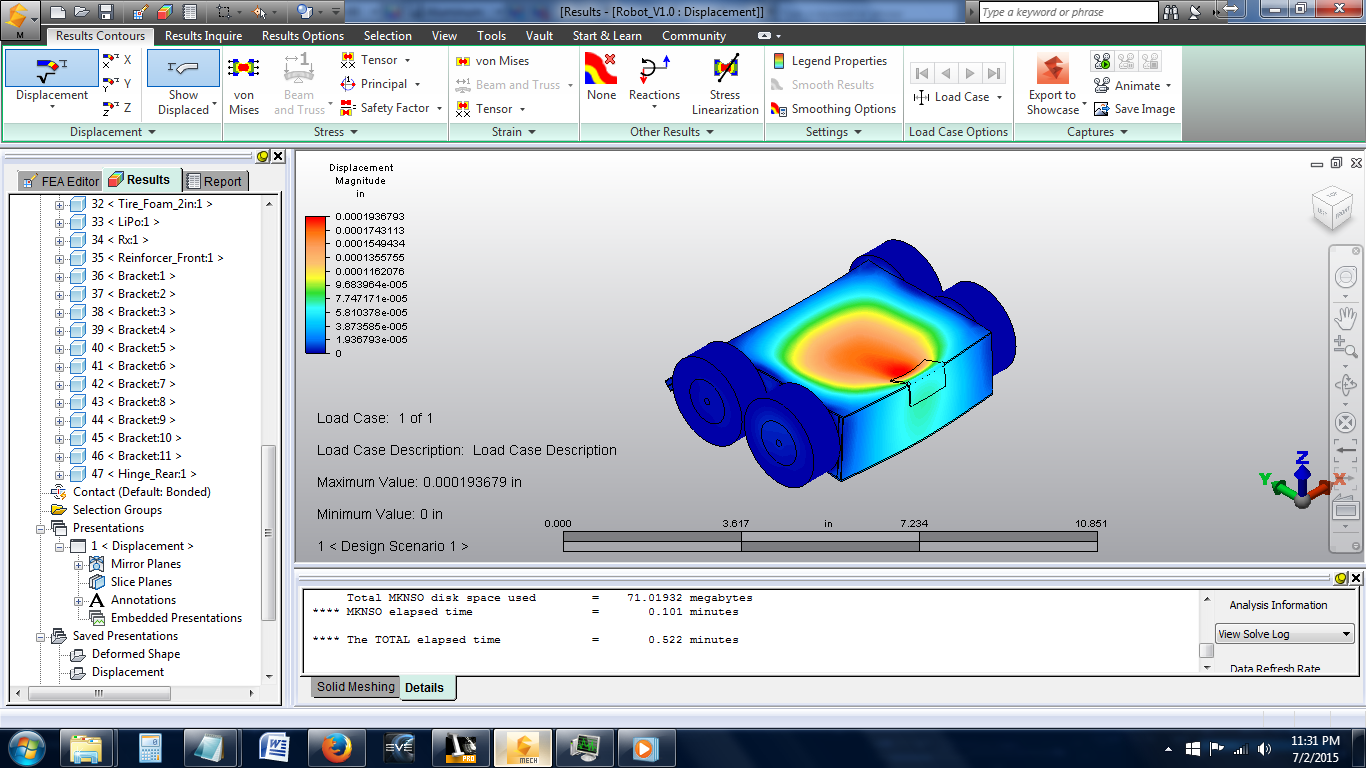 [Results - [Robot_V1.0 : Displacement]]
Type a keyword or phrase
M
Results Contours Results Inquire Results Options Selection View Tools Vault Start & Learn Community
Displacement
X
Y
Z
Show Displaced
Displacement
von Mises
Beam and Truss
Tensor
Principal
Safety Factor
Stress
von Mises
Beam and Truss
Tensor
Strain
None
Reactions
Stress Linearization
Other Results
Legend Properties
Smooth Results
Smoothing Options
Settings
Load Case
Load Case Options
Export to Showcase
Animate
Save Image
Captures
FEA Editor Results Report
32 < Tire_Foam_2in:1 >
33 < LiPo:1 >
34 < Rx:1 >
35 < Reinforcer_Front:1 >
36 < Bracket:1 >
37 < Bracket:2 >
38 < Bracket:3 >
39 < Bracket:4 >
40 < Bracket:5 >
41 < Bracket:6 >
42 < Bracket:7 >
43 < Bracket:8 >
44 < Bracket:9 >
45 < Bracket:10 >
46 < Bracket:11 >
47 < Hinge_Rear:1 >
Contact (Default: Bonded)
Selection Groups
Presentations
1 < Displacement >
Mirror Planes
Slice Planes
Annotations
Embedded Presentations
Saved Presentations
Deformed Shape
Displacement
Displacement
Magnitude
in
0.0001936793
0.0001743113
0.0001549434
0.0001355755
0.0001162076
9.683964e-005
7.747171e-005
5.810378e-005
3.873585e-005
1.936793e-005
0
Load Case: 1 of 1
Load Case Description: Load Case Description
Maximum Value: 0.000193679 in
Minimum Value: 0 in
1 < Design Scenario 1 >
0.000 3.617 in 7.234 10.851
LEFT FRONT
Z
Y
X
Total MKNSO disk space used = 71.01932 megabytes
**** MKNSO elapsed time = 0.101 minutes
**** The TOTAL elapsed time = 0.522 minutes
Analysis Information
View Solve Log
Data Refresh Rate
Solid Meshing Details
W
EVE
PRO
MECH
11:31 PM
7/2/2015